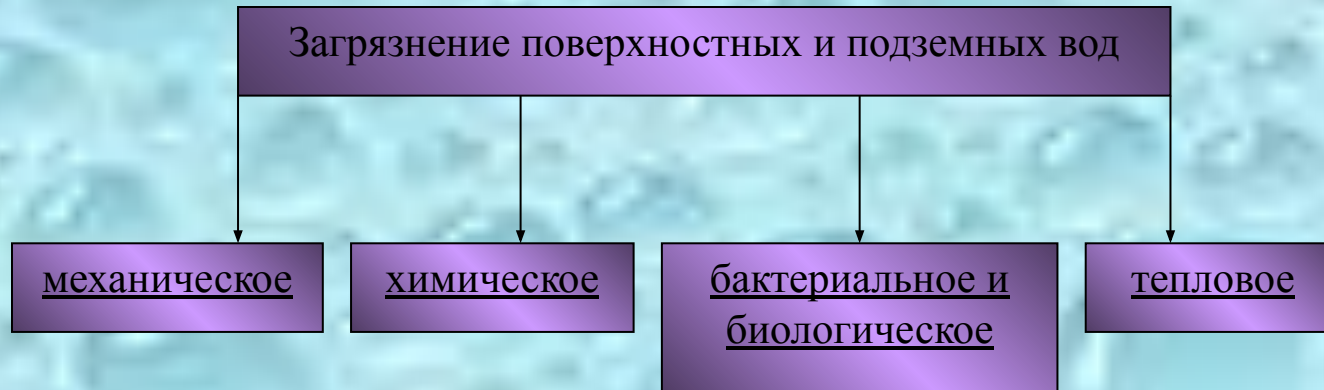 Загрязнение поверхностных и подземных вод
механическое
химическое
бактериальное и
биологическое
тепловое